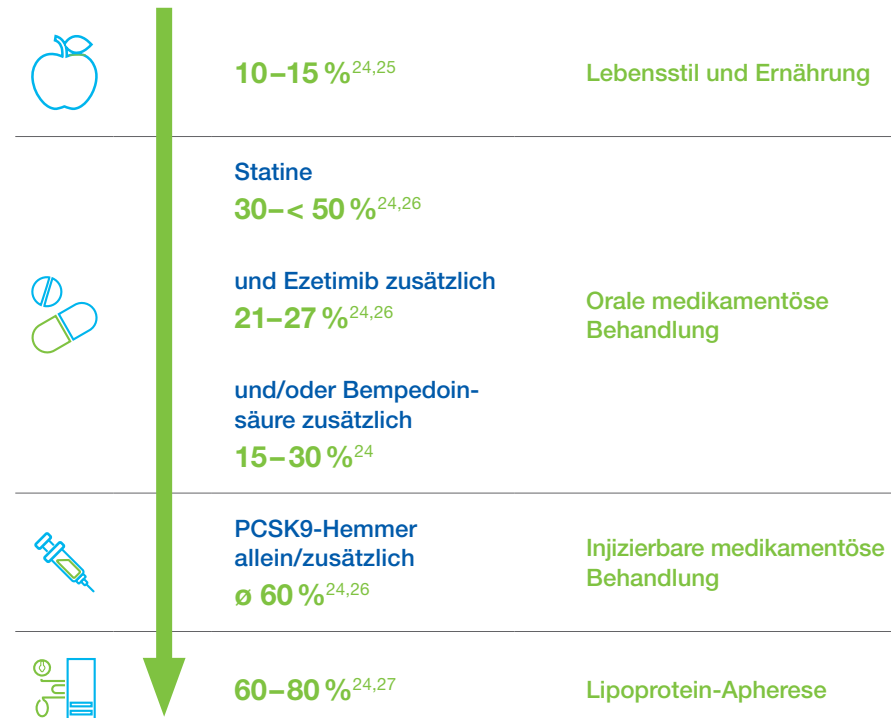 10–15 %24,25
Lebensstil und Ernährung
Statine
30–< 50 %24,26
und Ezetimib zusätzlich
21–27 %24,26
und/oder Bempedoin-
säure zusätzlich
15–30 %24
Orale medikamentöse
Behandlung
PCSK9-Hemmer
allein/zusätzlich
ø 60 %24,26
Injizierbare medikamentöse
Behandlung
60–80 %24,27
Lipoprotein-Apherese